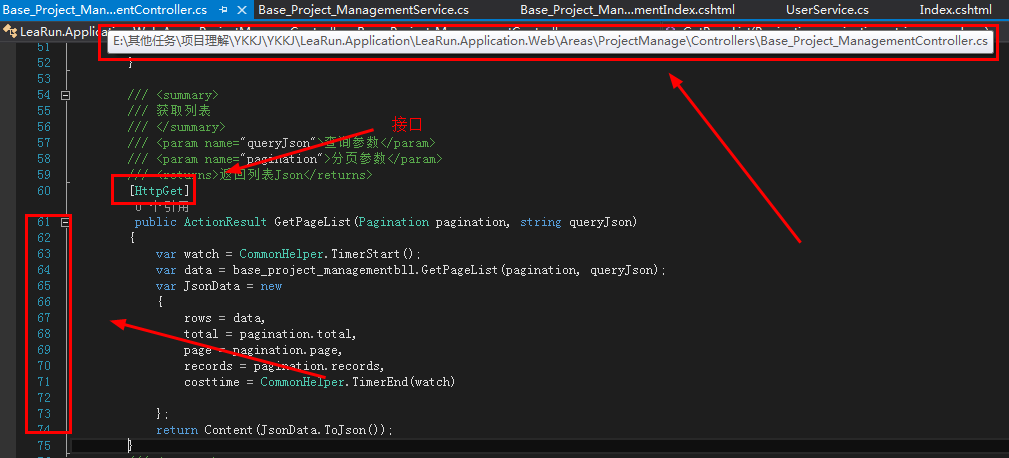 Base_Project_Man...entController.cs Base_Project_ManagementService.cs Base_Project_Man...mentIndex.cshtml UserService.cs Index.cshtml
LeaRun.App
E:\其他任务\项目理解\YKKJ\YKKJ\LeaRun.Application\LeaRun.Application.Web\Areas\ProjectManage\Controllers\Base_Project_ManagementController.cs
51
52 }
53
54 /// <summary>
55 /// 获取列表
56 /// </summary>
接口
57 /// <param name="queryJson">查询参数</param>
58 /// <param name="pagination">分页参数</param>
59 /// <returns>返回列表Json</returns>
60 [HttpGet]
0 个引用
61 public ActionResult GetPageList(Pagination pagination, string queryJson)
62 {
63 var watch = CommonHelper.TimerStart();
64 var data = base_project_managementbll.GetPageList(pagination, queryJson);
65 var JsonData = new
66 {
67 rows = data,
68 total = pagination.total,
69 page = pagination.page,
70 records = pagination.records,
71 costtime = CommonHelper.TimerEnd(watch)
72
73 };
74 return Content(JsonData.ToJson());
75 }